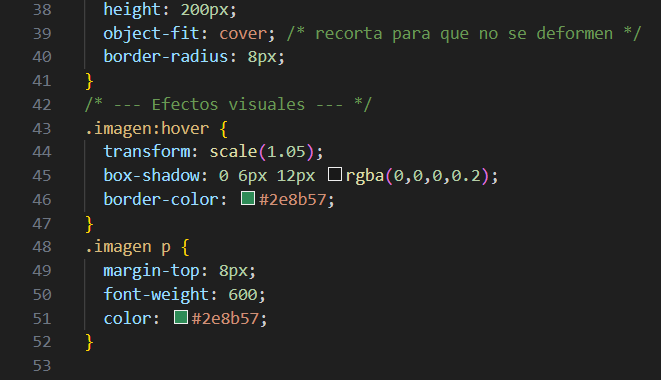 38 height: 200px;
39 object-fit: cover; /* recorta para que no se deformen */
40 border-radius: 8px;
41 }
42 /* --- Efectos visuales --- */
43 .imagen:hover {
44 transform: scale(1.05);
45 box-shadow: 0 6px 12px rgba(0,0,0,0.2);
46 border-color: #2e8b57;
47 }
48 .imagen p {
49 margin-top: 8px;
50 font-weight: 600;
51 color: #2e8b57;
52 }
53